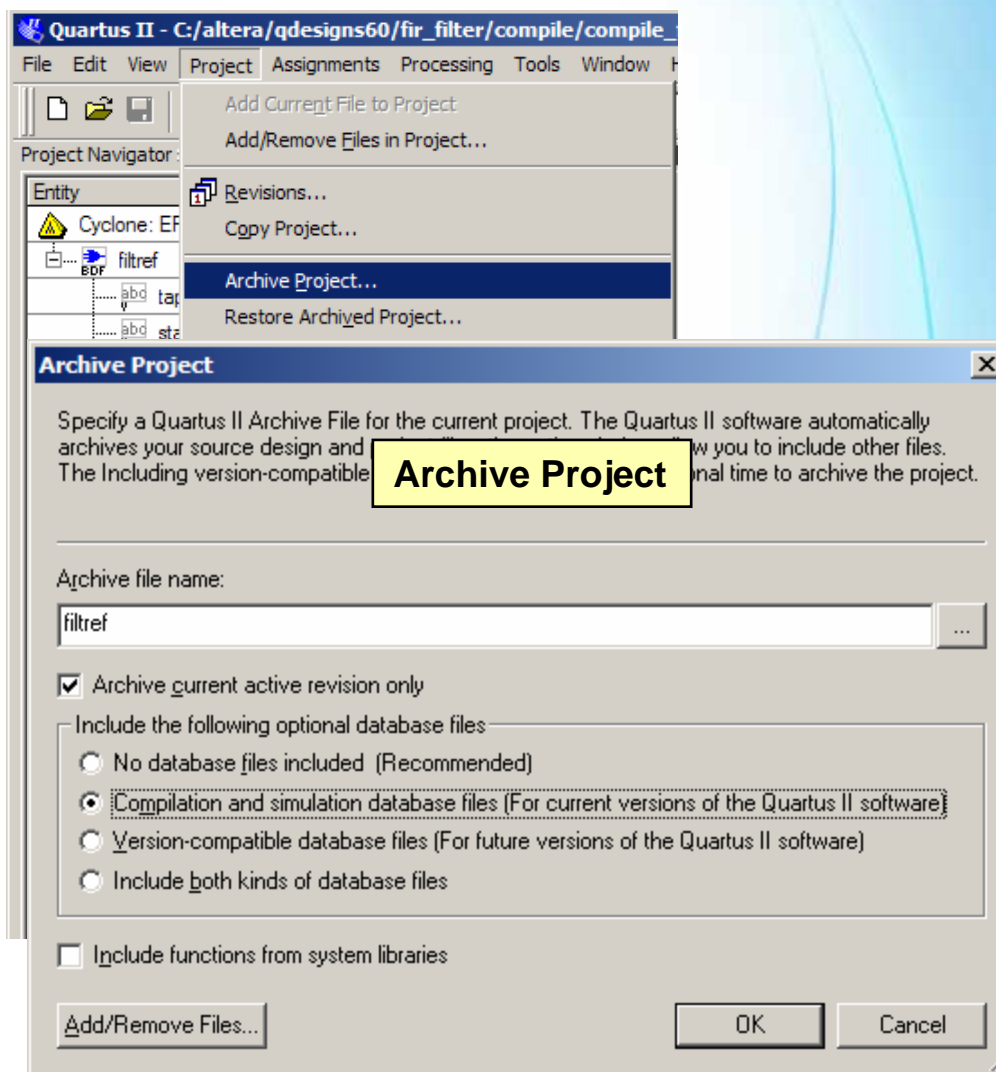 Quartus II - C:/altera/qdesigns60/fir_filter/compile/compile_
File Edit View Project Assignments Processing Tools Window
Add Current File to Project
Add/Remove Files in Project...
Project Navigator
Entity
Revisions...
Cyclone: EP
Copy Project...
BDF filtref
Archive Project...
abd tap
Restore Archived Project...
abd sta
Archive Project
Specify a Quartus II Archive File for the current project. The Quartus II software automatically
archives your source design and w you to include other files.
The Including version-compatible nal time to archive the project.
Archive Project
Archive file name:
filtref
...
Archive current active revision only
Include the following optional database files
No database files included (Recommended)
Compilation and simulation database files (For current versions of the Quartus II software)
Version-compatible database files (For future versions of the Quartus II software)
Include both kinds of database files
Include functions from system libraries
Add/Remove Files... OK Cancel